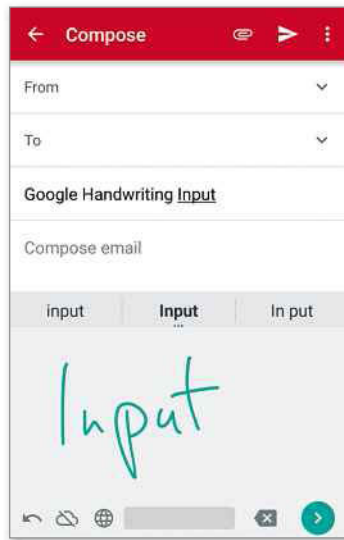 Compose
From
To
Google Handwriting Input
Compose email
input Input In put
Input